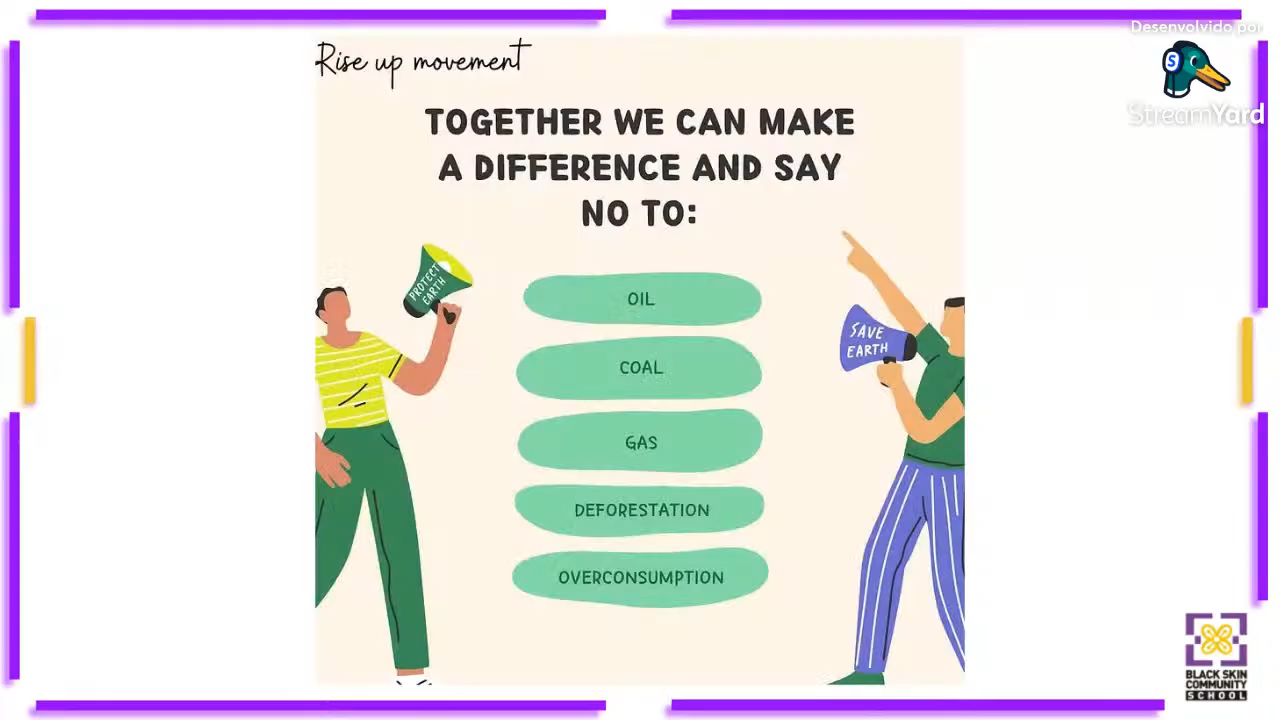 Desenvolvido por
StreamYard
Rise up movement
TOGETHER WE CAN MAKE
A DIFFERENCE AND SAY
NO TO:
PROTECT
EARTH
SAVE
EARTH
OIL
COAL
GAS
DEFORESTATION
OVERCONSUMPTION
BLACK SKIN
COMMUNITY
SCHOOL